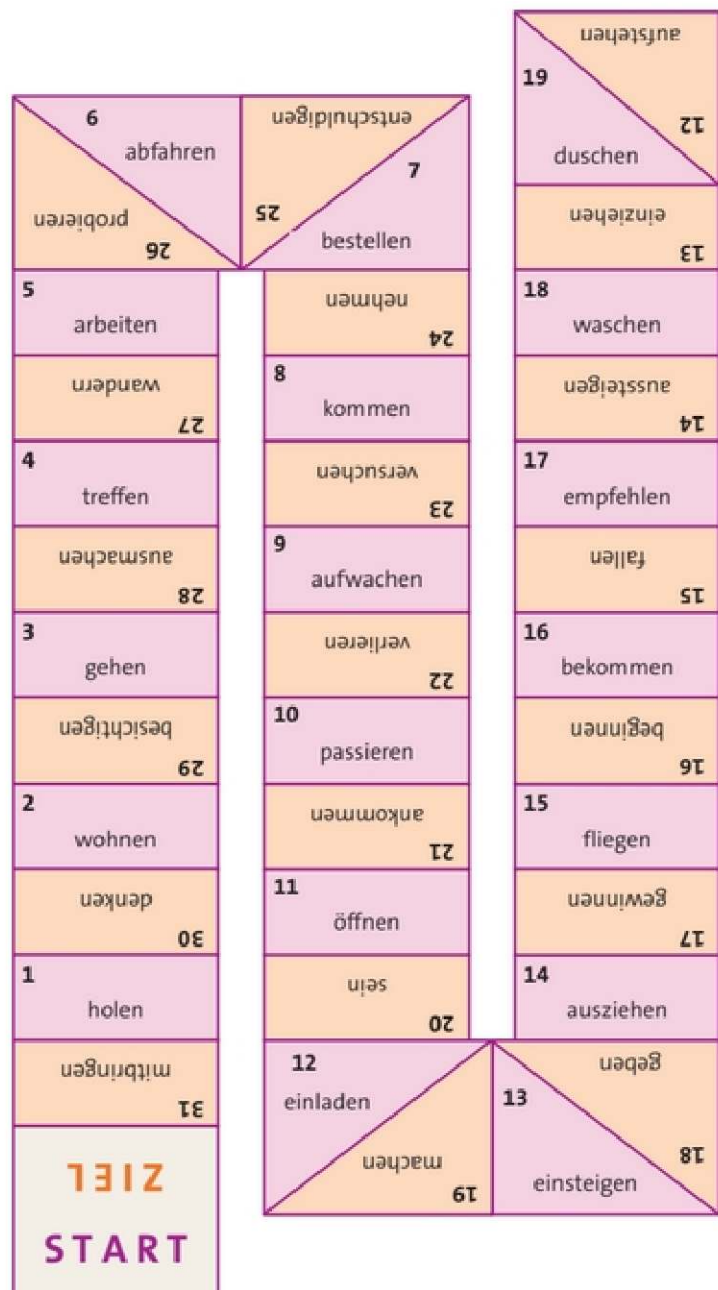 START
1
holen
2
wohnen
3
gehen
4
treffen
5
arbeiten
6
abfahren
7
bestellen
8
kommen
9
aufwachen
10
passieren
11
öffnen
12
einladen
13
einsteigen
14
ausziehen
15
fliegen
16
bekommen
17
empfehlen
18
waschen
19
duschen
12
aufstehen
13
einziehen
14
aussteigen
15
fallen
16
beginnen
17
gewinnen
18
geben
19
machen
20
sein
21
ankommen
22
verlieren
23
versuchen
24
nehmen
25
entschuldigen
26
probieren
27
wandern
28
ausmachen
29
besichtigen
30
denken
31
mitbringen
ZIEL